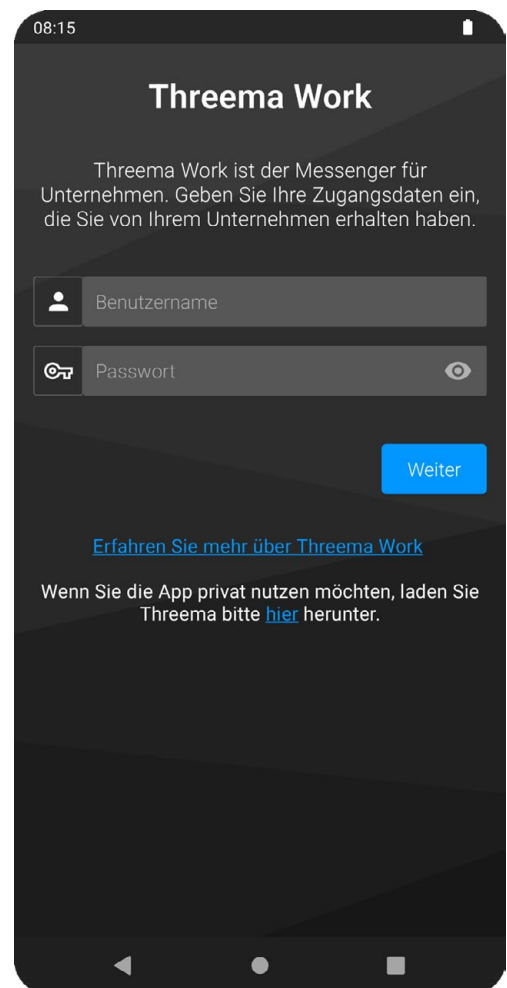 08:15
Threema Work
Threema Work ist der Messenger für
Unternehmen. Geben Sie Ihre Zugangsdaten ein,
die Sie von Ihrem Unternehmen erhalten haben.
Benutzername
Passwort
Weiter
Erfahren Sie mehr über Threema Work
Wenn Sie die App privat nutzen möchten, laden Sie
Threema bitte hier herunter.